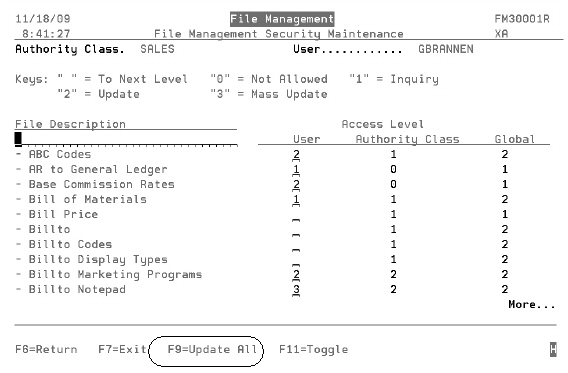 11/18/09 File Management FM30001R
8:41:27 File Management Security Maintenance XA
Authority Class. SALES User............ GBRANNEN
Keys: " " = To Next Level "0" = Not Allowed "1" = Inquiry
"2" = Update "3" = Mass Update
File Description Access Level
User Authority Class Global
- ABC Codes 2 1 2
- AR to General Ledger 1 0 1
- Base Commission Rates 2 0 1
- Bill of Materials 1 1 2
- Bill Price _ 1 1
- Billto _ 1 2
- Billto Codes _ 1 2
- Billto Display Types _ 1 2
- Billto Marketing Programs 2 2 2
- Billto Notepad 3 2 2
More...
F6=Return F7=Exit F9=Update All F11=Toggle H